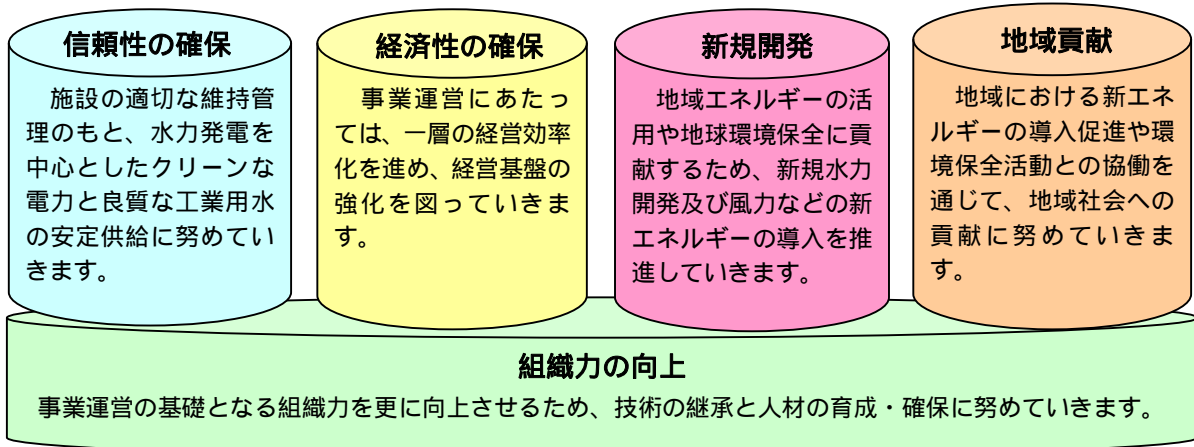 信頼性の確保
施設の適切な維持管
理のもと、水力発電を
中心としたクリーンな
電力と良質な工業用水
の安定供給に努めてい
きます。
経済性の確保
事業運営にあたっ
ては、一層の経営効率
化を進め、経営基盤の
強化を図っていきま
す。
新規開発
地域エネルギーの活
用や地球環境保全に貢
献するため、新規水力
開発及び風力などの新
エネルギーの導入を推
進していきます。
地域貢献
地域における新エネ
ルギーの導入促進や環
境保全活動との協働を
通じて、地域社会への
貢献に努めていきま
す。
組織力の向上
事業運営の基礎となる組織力を更に向上させるため、技術の継承と人材の育成・確保に努めていきます。